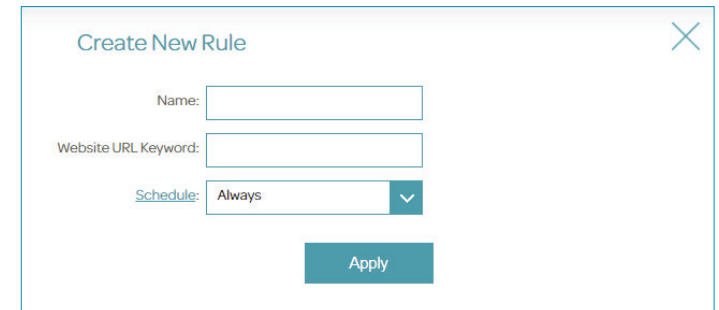 Create New Rule
Name:
Website URL Keyword:
Schedule: Always
Apply